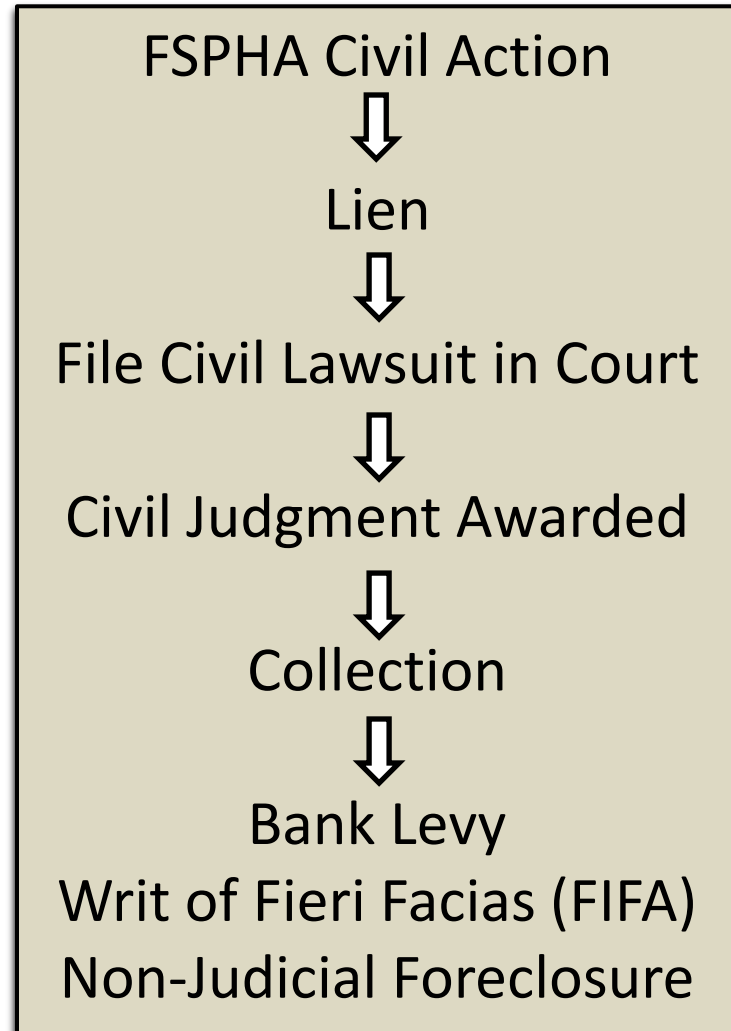 FSPHA Civil Action
Lien
File Civil Lawsuit in Court
Civil Judgment Awarded
Collection
Bank Levy
Writ of Fieri Facias (FIFA)
Non-Judicial Foreclosure